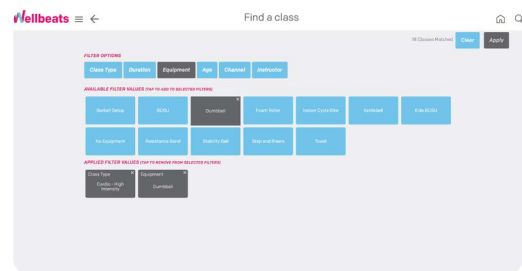 Wellbeats
Find a class
Classes Matched
Clear
Apply
FILTER OPTIONS
Class Type
Duration
Equipment
Age
Channel
Instructor
AVAILABLE FILTER VALUES (TAP TO ADD TO SELECTED FILTERS)
Barbell Setup
BOSU
Dumbbell
Foam Roller
Indoor Cycle Bike
Kettlebell
Kids BOSU
No Equipment
Resistance Band
Stability Ball
Step and Risers
Towel
APPLIED FILTER VALUES (TAP TO REMOVE FROM SELECTED FILTERS)
Class Type
Cardio - High
Intensity
Equipment
Dumbbell